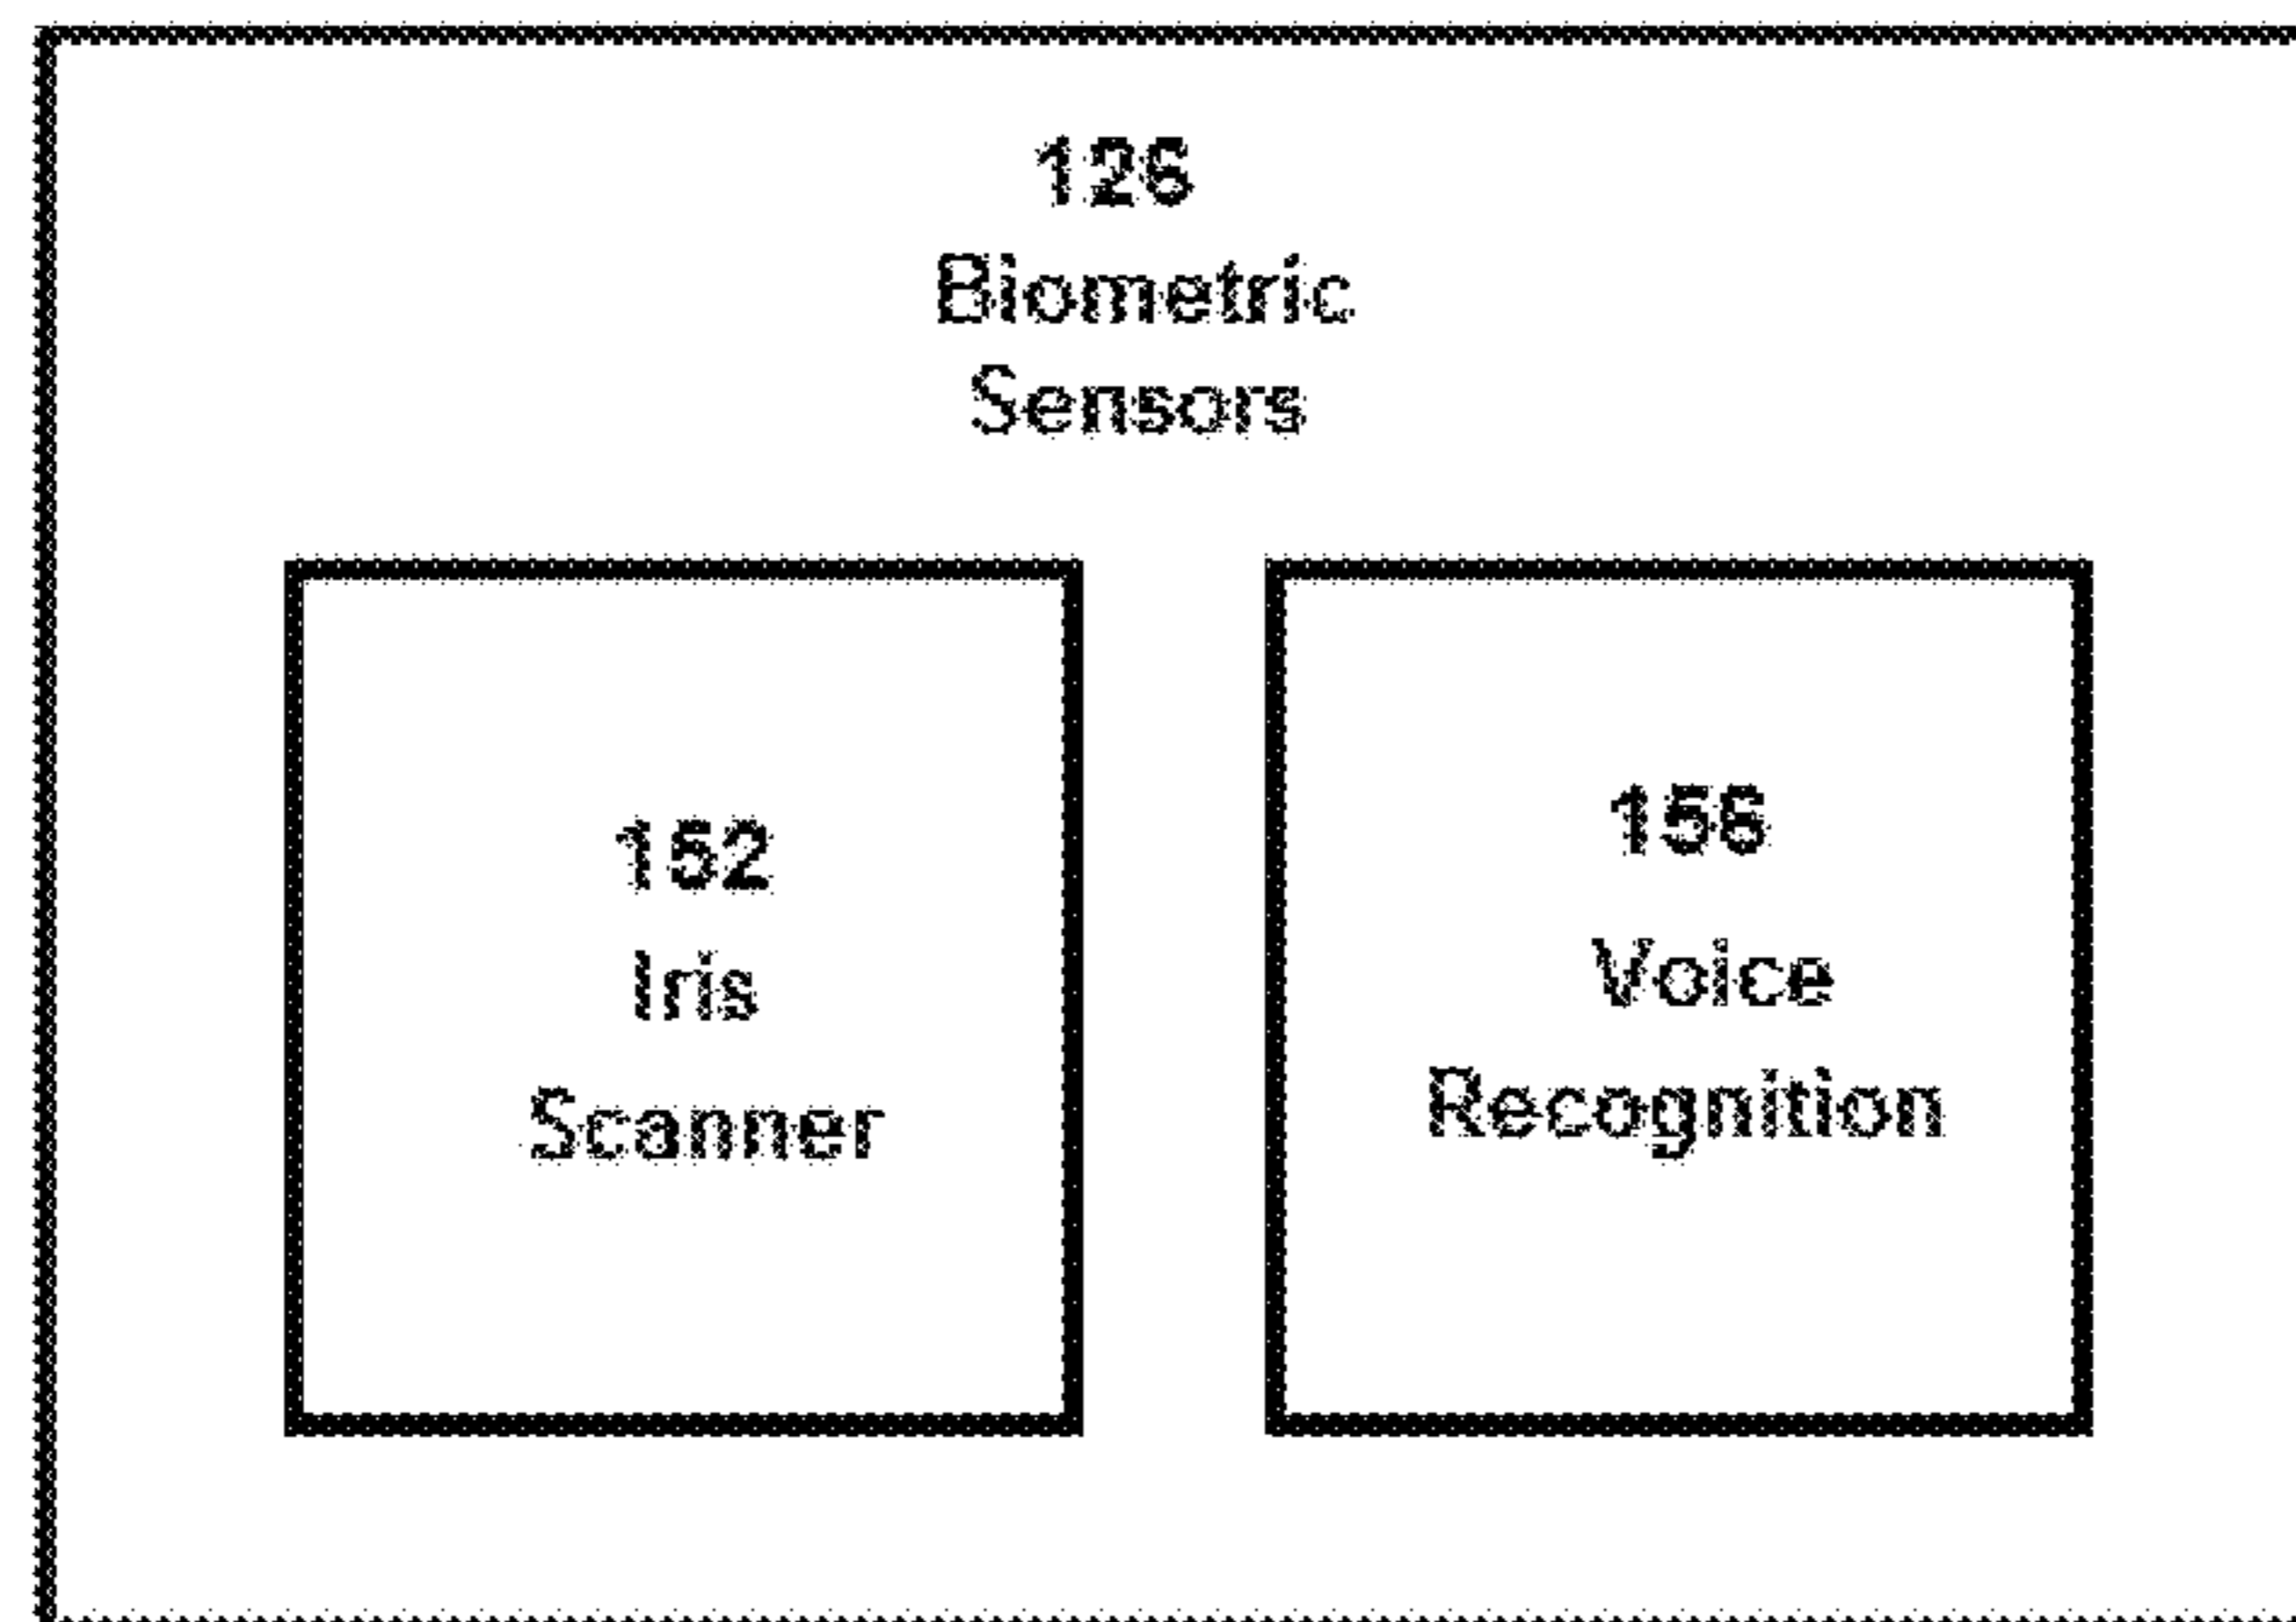 126
Biometric
Sensors
152
Iris
Scanner
156
Voice
Recognition